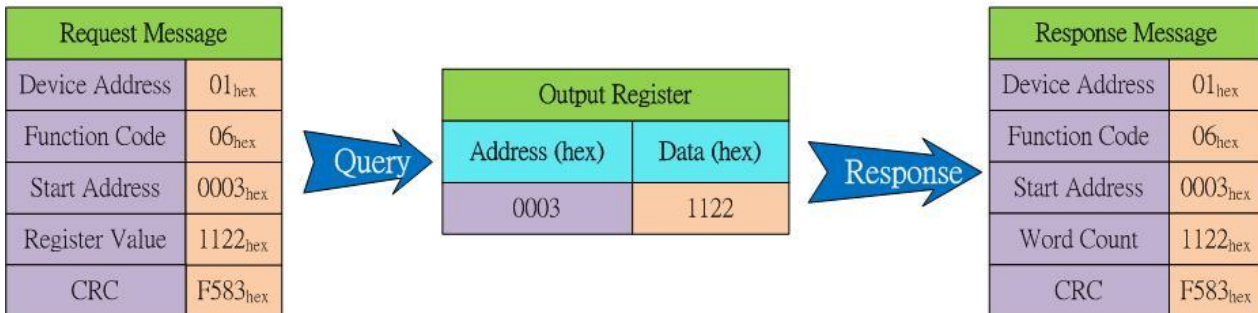 Request Message
Device Address 01hex
Function Code 06hex
Start Address 0003hex
Register Value 1122hex
CRC F583hex
Query
Output Register
Address (hex) Data (hex)
0003 1122
Response
Response Message
Device Address 01hex
Function Code 06hex
Start Address 0003hex
Word Count 1122hex
CRC F583hex